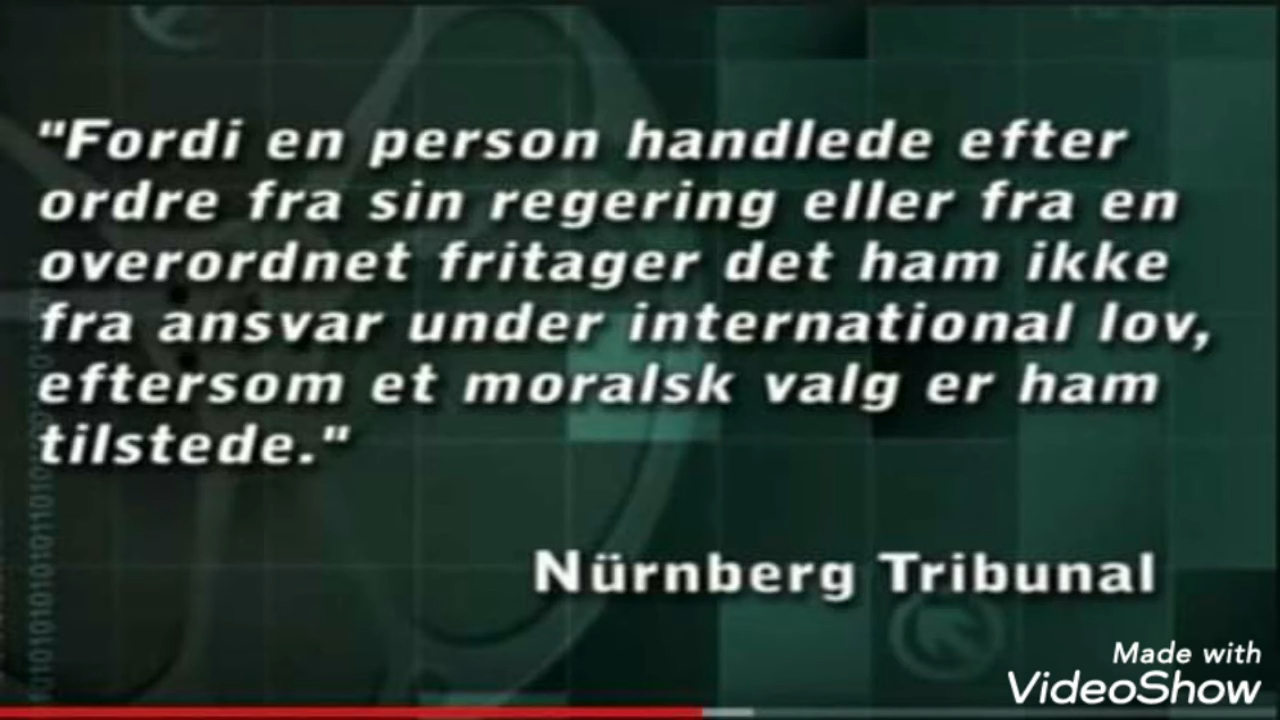 "Fordi en person handlede efter
ordre fra sin regering eller fra en
overordnet fritager det ham ikke
fra ansvar under international lov,
eftersom et moralsk valg er ham
tilstede."
Nürnberg Tribunal
Made with
VideoShow